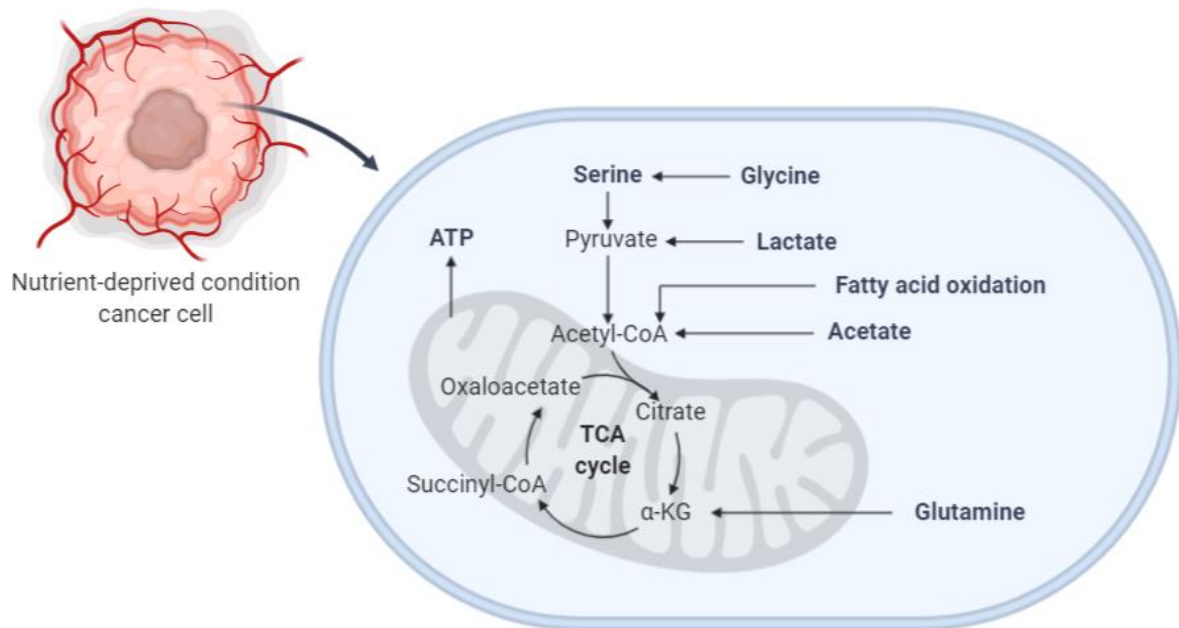 Serine
Glycine
ATP
Pyruvate
Lactate
Nutrient-deprived condition
cancer cell
Fatty acid oxidation
Acetyl-CoA
Acetate
Oxaloacetate
Citrate
TCA
cycle
Succinyl-CoA
α-KG
Glutamine